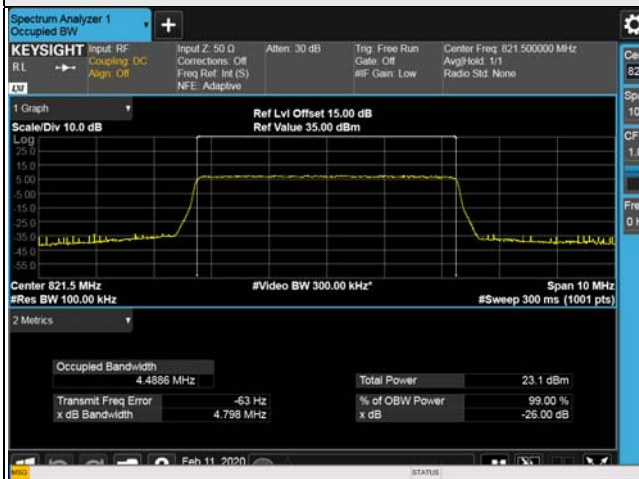 Spectrum Analyzer 1
Occupied BW
KEYSIGHT
RL
LXI
Input: RF
Coupling: DC
Align: Off
Input Z: 50 Ω
Corrections: Off
Freq Ref: Int (S)
NFE: Adaptive
Atten: 30 dB
Trig: Free Run
Gate: Off
#IF Gain: Low
Center Freq: 821.500000 MHz
Avg|Hold: 1/1
Radio Std: None
1 Graph
Scale/Div 10.0 dB
Ref Lvl Offset 15.00 dB
Ref Value 35.00 dBm
Log
25.0
15.0
5.00
-5.00
-15.0
-25.0
-35.0
-45.0
-55.0
Center 821.5 MHz
#Video BW 300.00 kHz*
Span 10 MHz
#Res BW 100.00 kHz
#Sweep 300 ms (1001 pts)
2 Metrics
Occupied Bandwidth
4.4886 MHz
Total Power 23.1 dBm
Transmit Freq Error -63 Hz
% of OBW Power 99.00 %
x dB Bandwidth 4.798 MHz
x dB -26.00 dB
Feb 11, 2020
MSG
STATUS